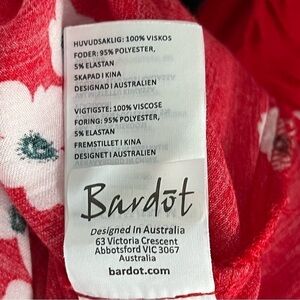 HUVUDSAKLIG: 100% VISKOS
FODER: 95% POLYESTER,
5% ELASTAN
SKAPAD I KINA
DESIGNAD I AUSTRALIEN
VIGTIGSTE: 100% VISCOSE
FORING: 95% POLYESTER,
5% ELASTAN
FREMSTILLET I KINA
DESIGNET I AUSTRALIEN
Bardot
Designed In Australia
63 Victoria Crescent
Abbotsford VIC 3067
Australia
bardot.com